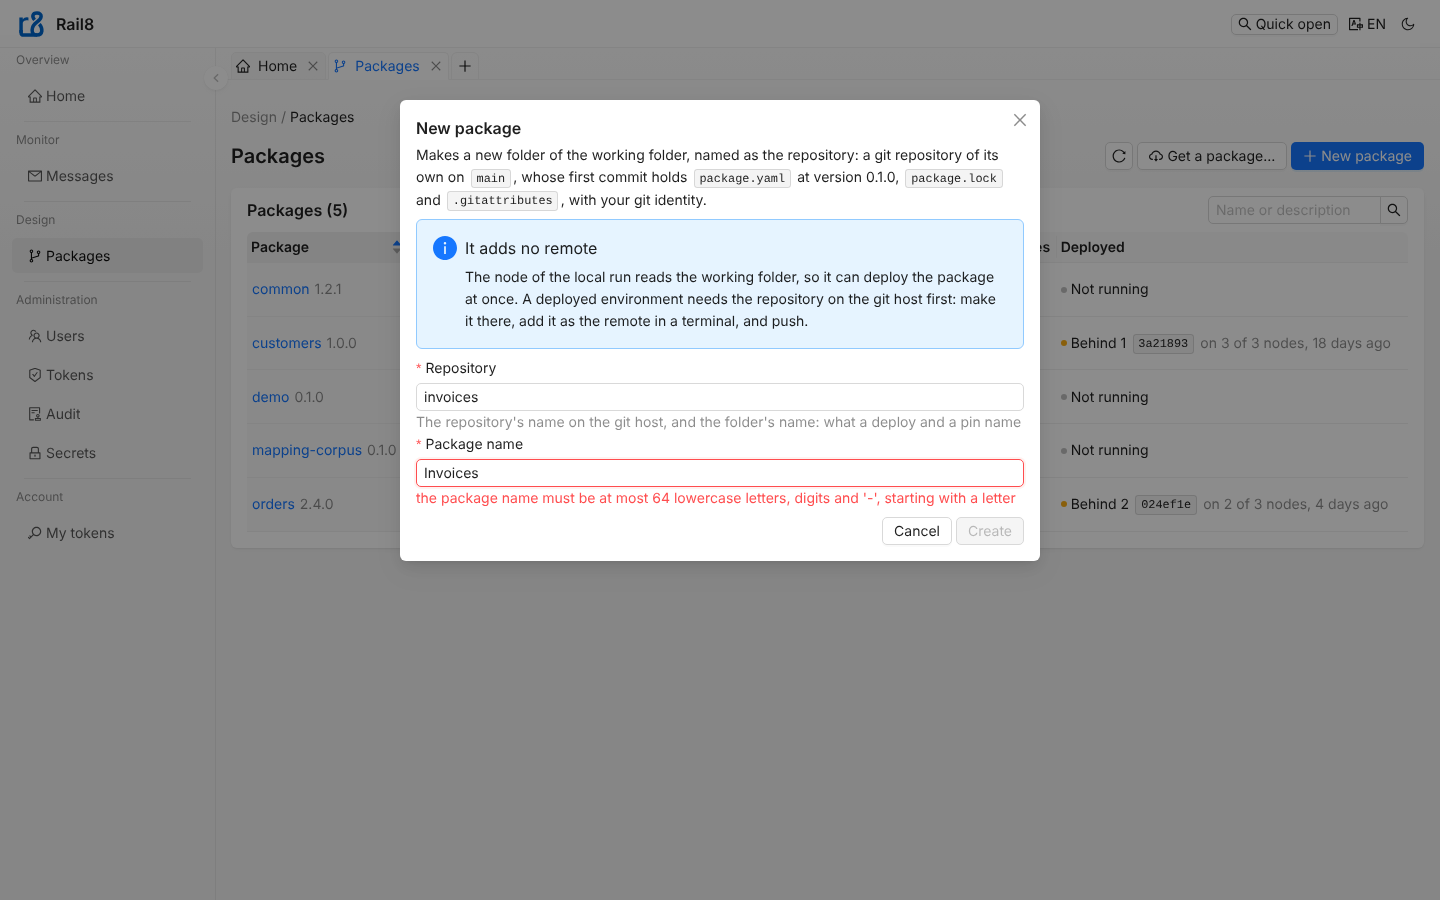 Rail8
Quick open
EN
Overview
Home
Monitor
Messages
Design
Packages
Administration
Users
Tokens
Audit
Secrets
Account
My tokens
Home
Packages
Design / Packages
Packages
Get a package...
New package
Packages (5)
Name or description
Package
Deployed
common 1.2.1
Not running
customers 1.0.0
Behind 1 3a21893 on 3 of 3 nodes, 18 days ago
demo 0.1.0
Not running
mapping-corpus 0.1.0
Not running
orders 2.4.0
Behind 2 024ef1e on 2 of 3 nodes, 4 days ago
New package
Makes a new folder of the working folder, named as the repository: a git repository of its
own on main, whose first commit holds package.yaml at version 0.1.0, package.lock
and .gitattributes, with your git identity.
It adds no remote
The node of the local run reads the working folder, so it can deploy the package
at once. A deployed environment needs the repository on the git host first: make
it there, add it as the remote in a terminal, and push.
* Repository
invoices
The repository's name on the git host, and the folder's name: what a deploy and a pin name
* Package name
Invoices
the package name must be at most 64 lowercase letters, digits and '-', starting with a letter
Cancel
Create